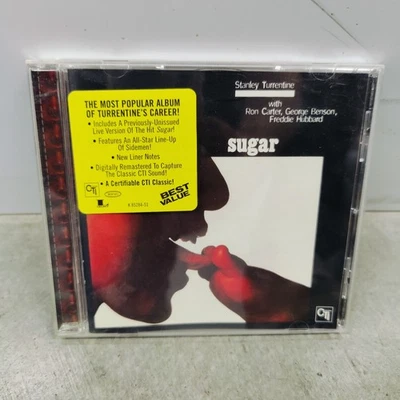 Stanley Turrentine
with
Ron Carter, George Benson,
Freddie Hubbard
sugar
THE MOST POPULAR ALBUM
OF TURRENTINE'S CAREER!
• Includes A Previously-Unissued
Live Version Of The Hit Sugar!
• Features An All-Star Line-Up
Of Sidemen!
• New Liner Notes
• Digitally Remastered To Capture
The Classic CTI Sound!
• A Certifiable CTI Classic!
CTI
BEST
VALUE
CTI